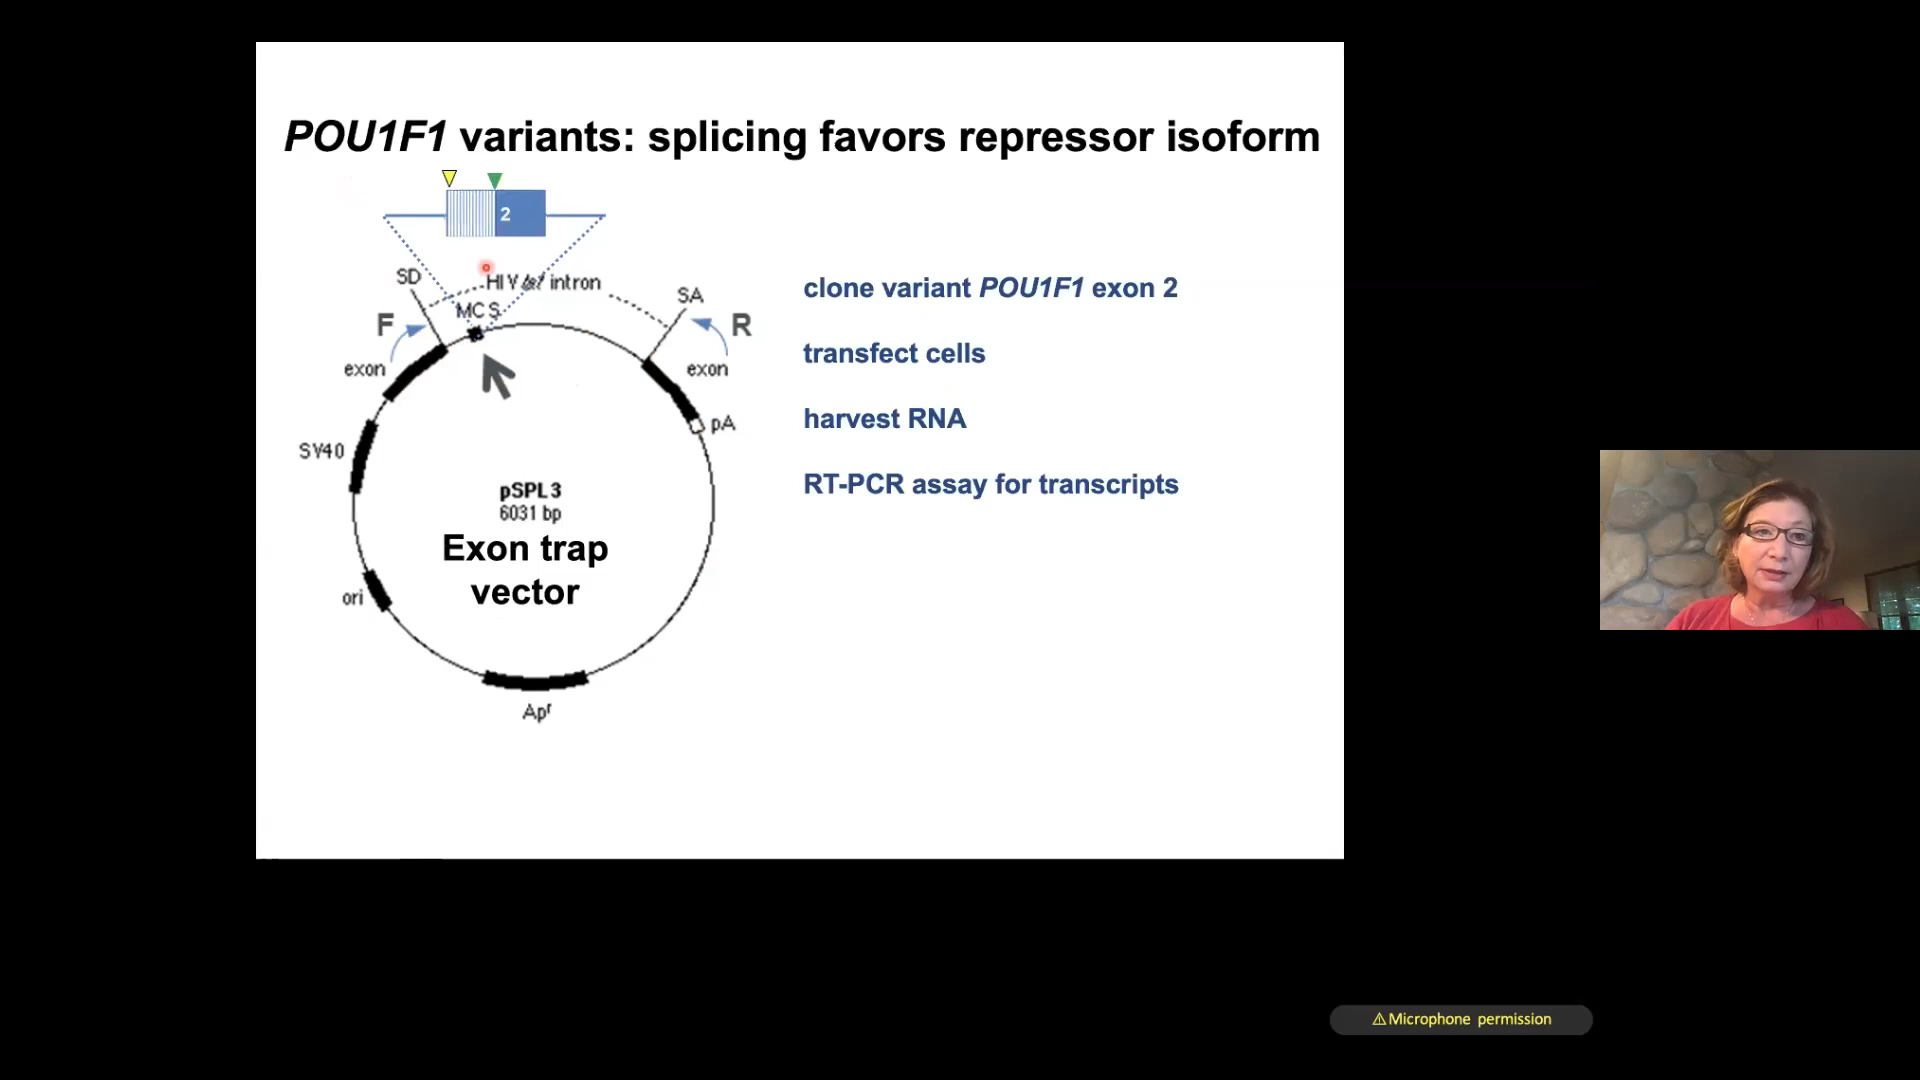 POU1F1 variants: splicing favors repressor isoform
2
SD
HIV tat intron
SA
MCS
F
R
exon
exon
pA
SV40
pSPL3
6031 bp
Exon trap
vector
ori
Apʳ
clone variant POU1F1 exon 2
transfect cells
harvest RNA
RT-PCR assay for transcripts
⚠Microphone permission